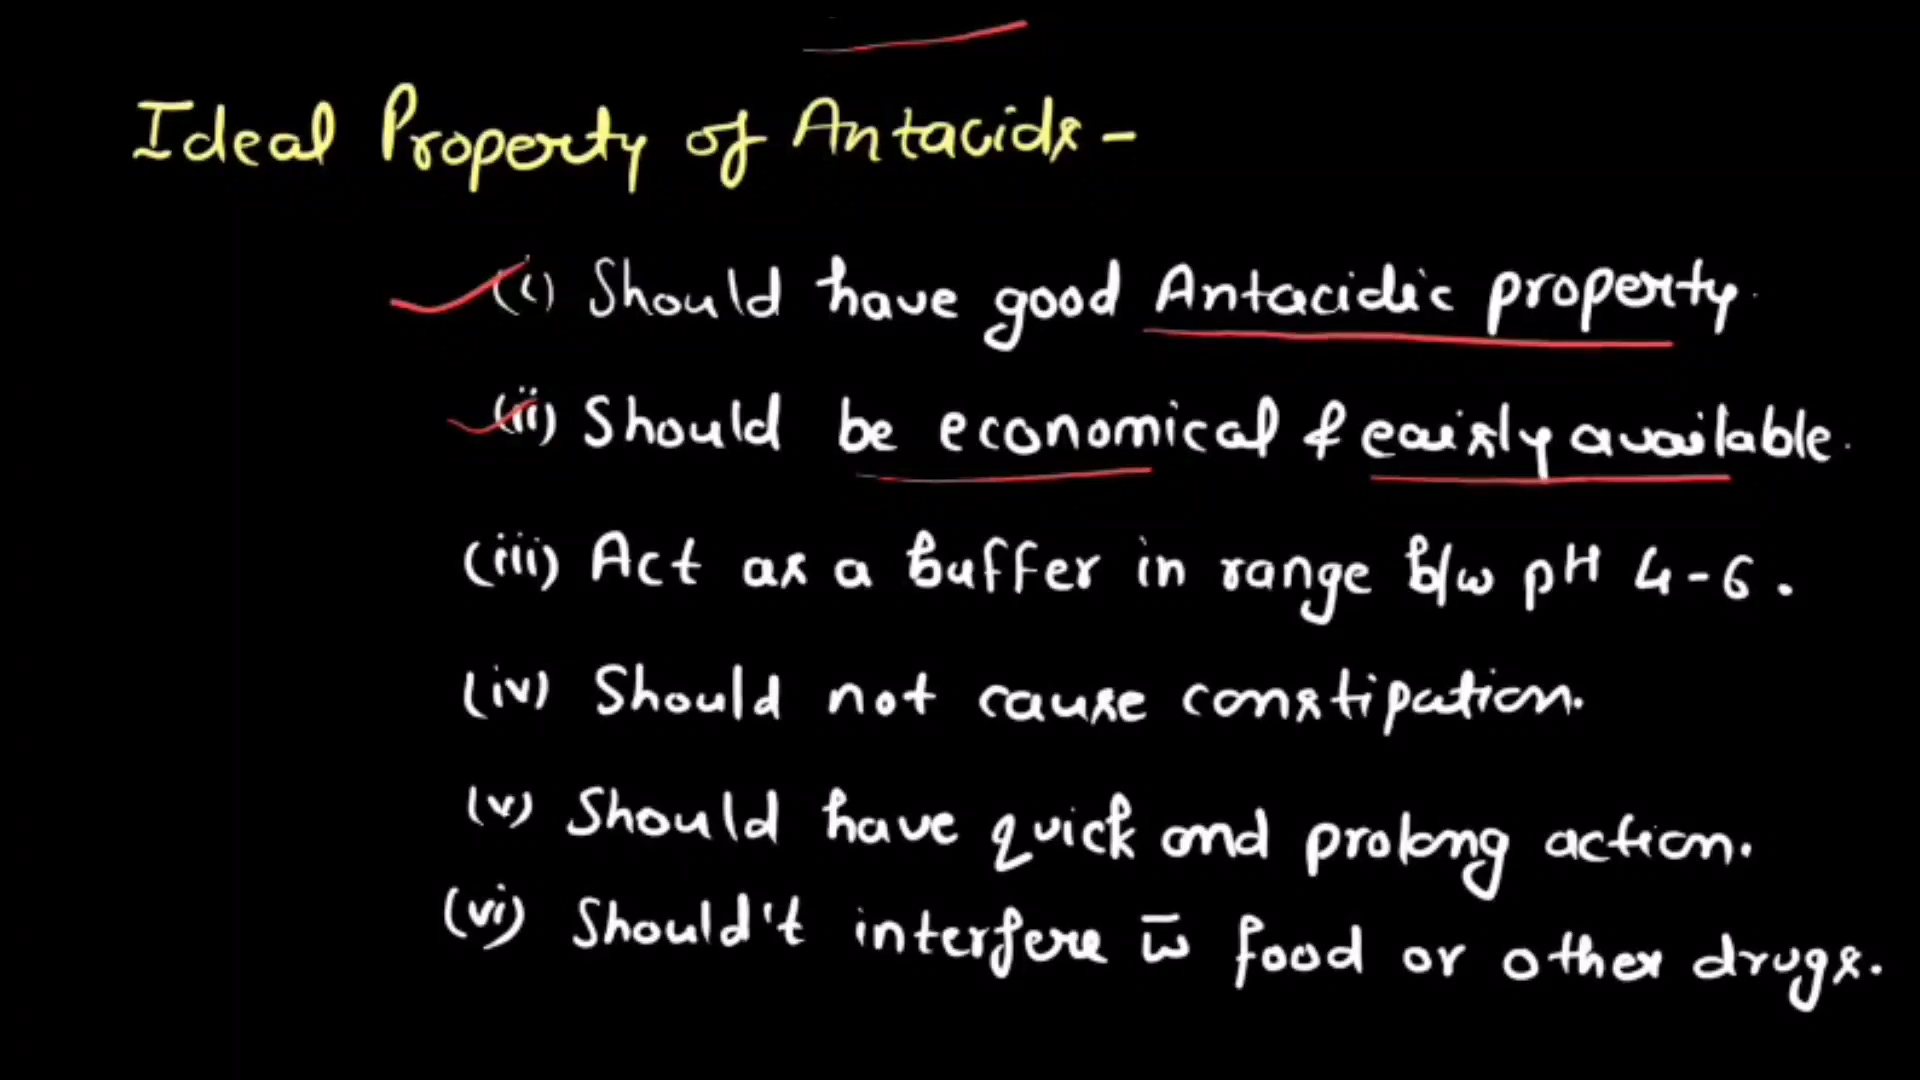 Ideal Property of Antacids -
(i) Should have good Antacidic property.
(ii) Should be economical & eaisly available.
(iii) Act as a buffer in range b/w pH 4-6.
(iv) Should not cause constipation.
(v) Should have quick and prolong action.
(vi) Should't interfere w̅ food or other drugs.